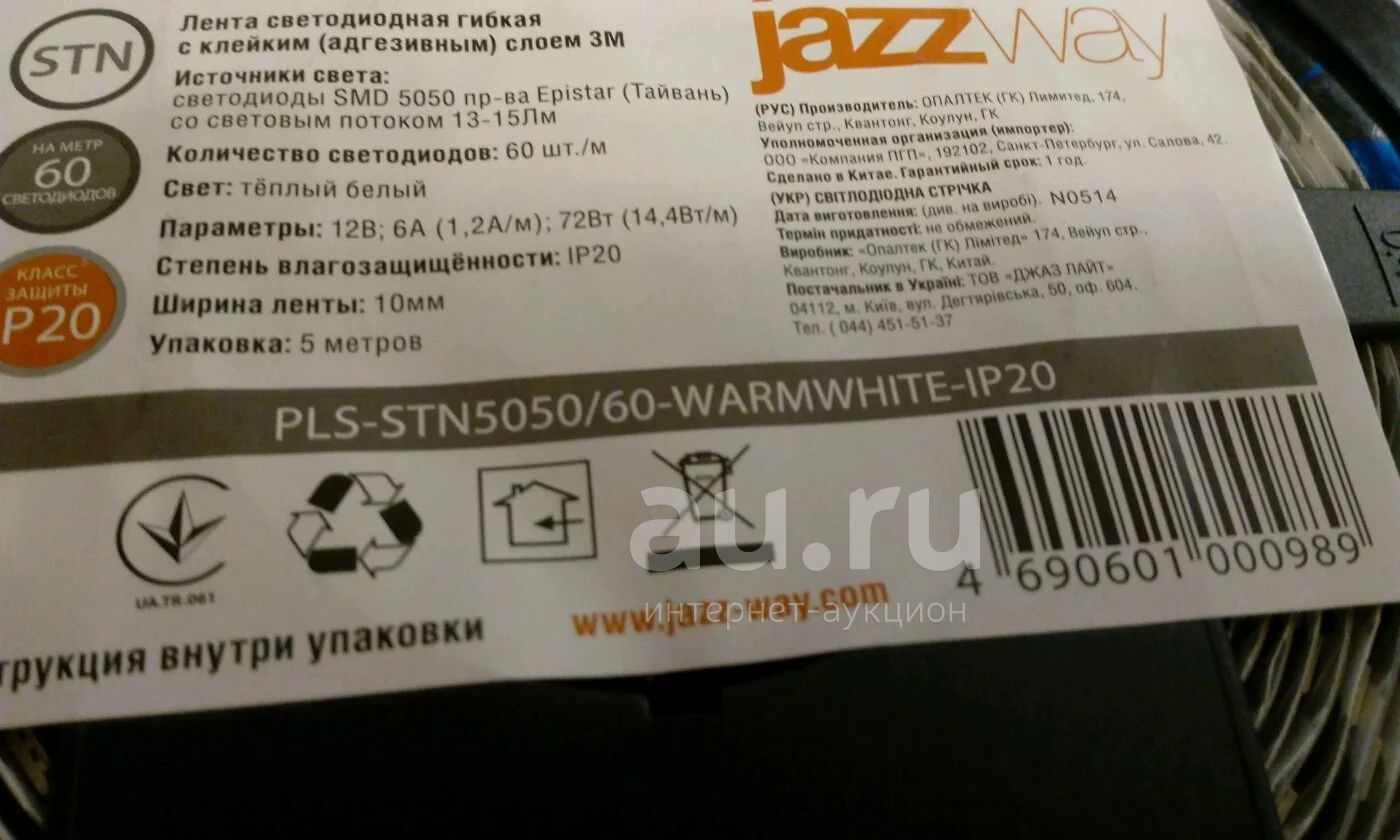 STN
Лента светодиодная гибкая
с клейким (адгезивным) слоем 3М
Источники света:
светодиоды SMD 5050 пр-ва Epistar (Тайвань)
со световым потоком 13-15Лм
НА МЕТР
60
СВЕТОДИОДОВ
Количество светодиодов: 60 шт./м
Свет: тёплый белый
Параметры: 12В; 6А (1,2А/м); 72Вт (14,4Вт/м)
КЛАСС
ЗАЩИТЫ
P20
Степень влагозащищённости: IP20
Ширина ленты: 10мм
Упаковка: 5 метров
jazzway
(РУС) Производитель: ОПАЛТЕК (ГК) Лимитед, 174,
Вейуп стр., Квантонг, Коулун, ГК
Уполномоченная организация (импортер):
ООО «Компания ПГП», 192102, Санкт-Петербург, ул. Салова, 42.
Сделано в Китае. Гарантийный срок: 1 год.
(УКР) СВІТЛОДІОДНА СТРІЧКА
Дата виготовлення: (див. на виробі). N0514
Термін придатності: не обмежений.
Виробник: «Опалтек (ГК) Лімітед» 174, Вейуп стр.,
Квантонг, Коулун, ГК, Китай.
Постачальник в Україні: ТОВ «ДЖАЗ ЛАЙТ»
04112, м. Київ, вул. Дегтярівська, 50, оф. 604.
Тел. ( 044) 451-51-37
PLS-STN5050/60-WARMWHITE-IP20
UA.TR.061
au.ru
интернет-аукцион
4 690601 000989
www.jazz-way.com
трукция внутри упаковки